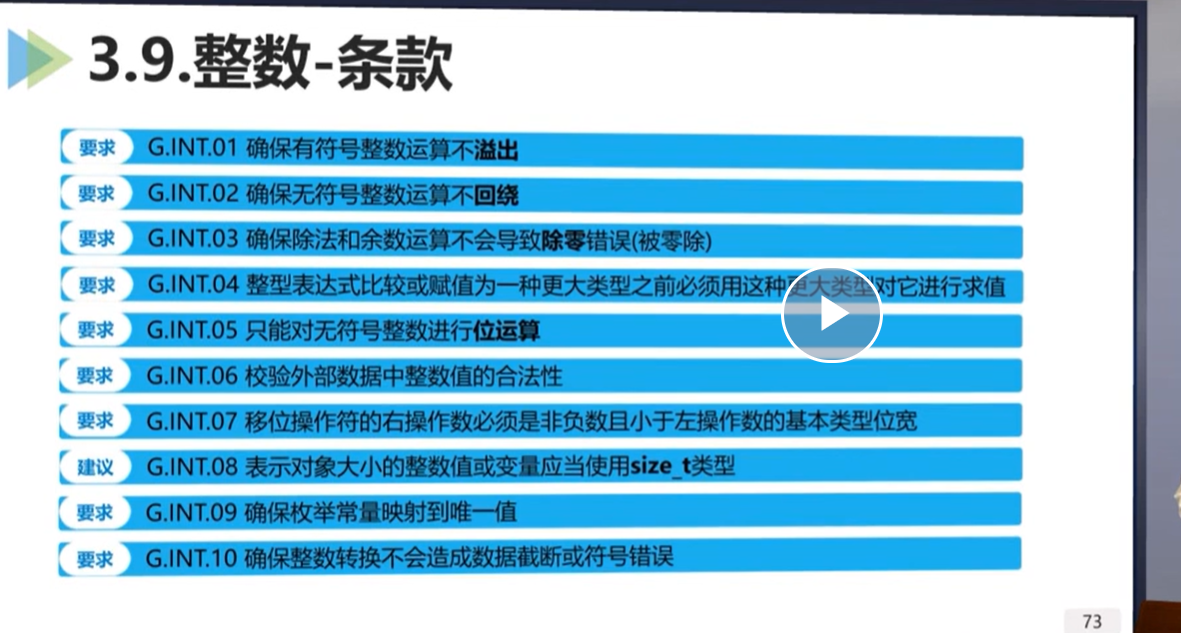 3.9.整数-条款
要求 G.INT.01 确保有符号整数运算不溢出
要求 G.INT.02 确保无符号整数运算不回绕
要求 G.INT.03 确保除法和余数运算不会导致除零错误(被零除)
要求 G.INT.04 整型表达式比较或赋值为一种更大类型之前必须用这种更大类型对它进行求值
要求 G.INT.05 只能对无符号整数进行位运算
要求 G.INT.06 校验外部数据中整数值的合法性
要求 G.INT.07 移位操作符的右操作数必须是非负数且小于左操作数的基本类型位宽
建议 G.INT.08 表示对象大小的整数值或变量应当使用size_t类型
要求 G.INT.09 确保枚举常量映射到唯一值
要求 G.INT.10 确保整数转换不会造成数据截断或符号错误
73